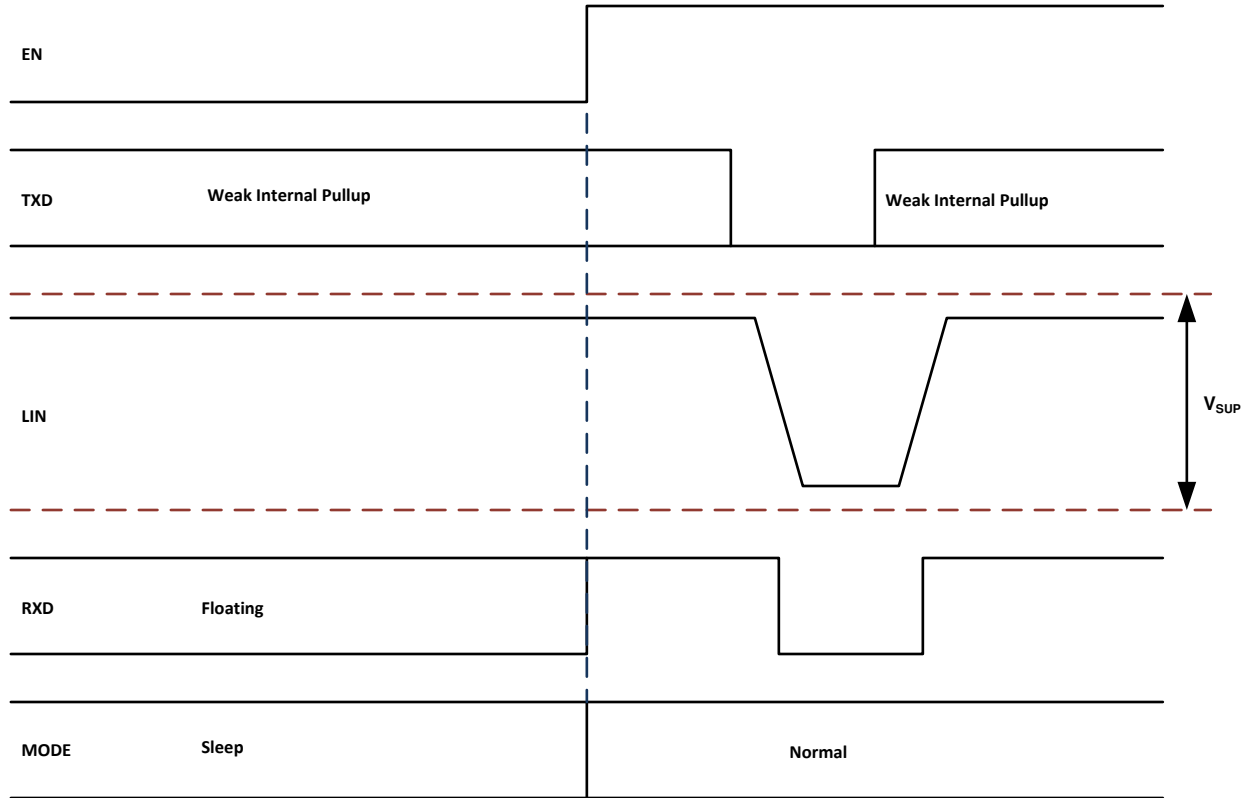 EN
TXD
Weak Internal Pullup
Weak Internal Pullup
LIN
VSUP
RXD
Floating
MODE
Sleep
Normal